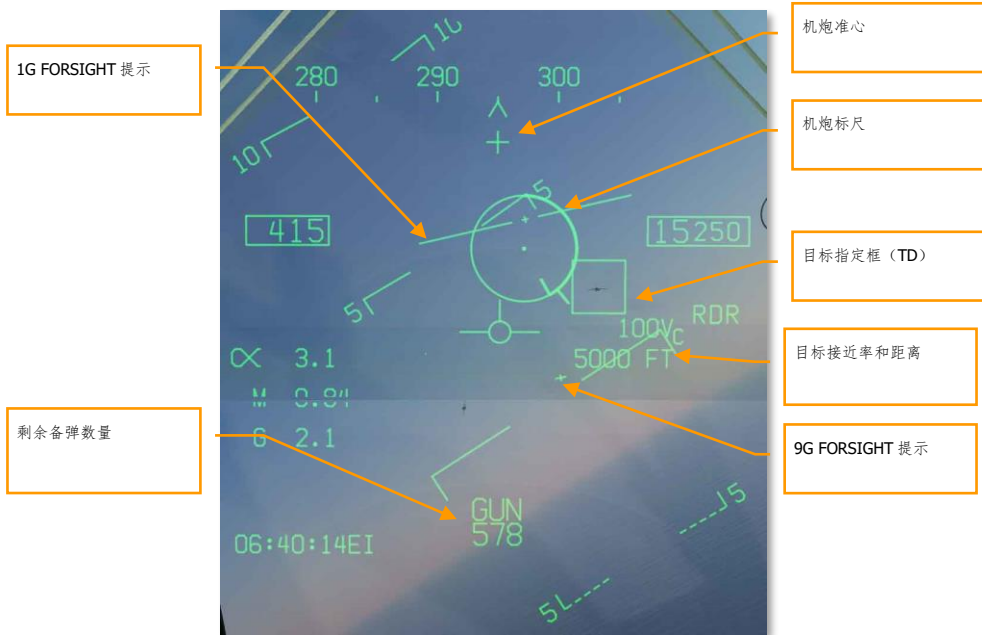 1G FORSIGHT 提示
剩余备弹数量
10
280 290 300
10
5
415
15250
5
RDR
100Vc
5000 FT
∝ 3.1
M 0.84
G 2.1
GUN
578
06:40:14EI
5
5
机炮准心
机炮标尺
目标指定框（TD）
目标接近率和距离
9G FORSIGHT 提示